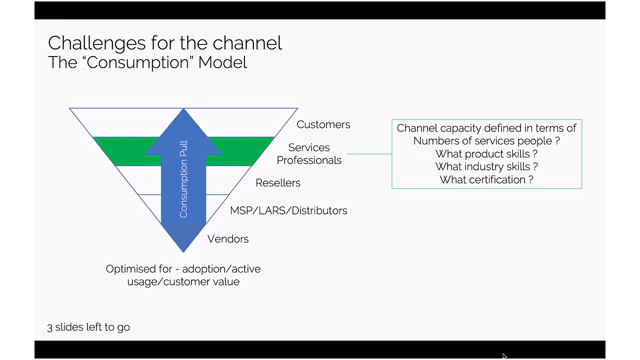 Challenges for the channel
The “Consumption” Model
Customers
Services
Professionals
Resellers
MSP/LARS/Distributors
Vendors
Consumption Pull
Optimised for - adoption/active
usage/customer value
Channel capacity defined in terms of
Numbers of services people ?
What product skills ?
What industry skills ?
What certification ?
3 slides left to go